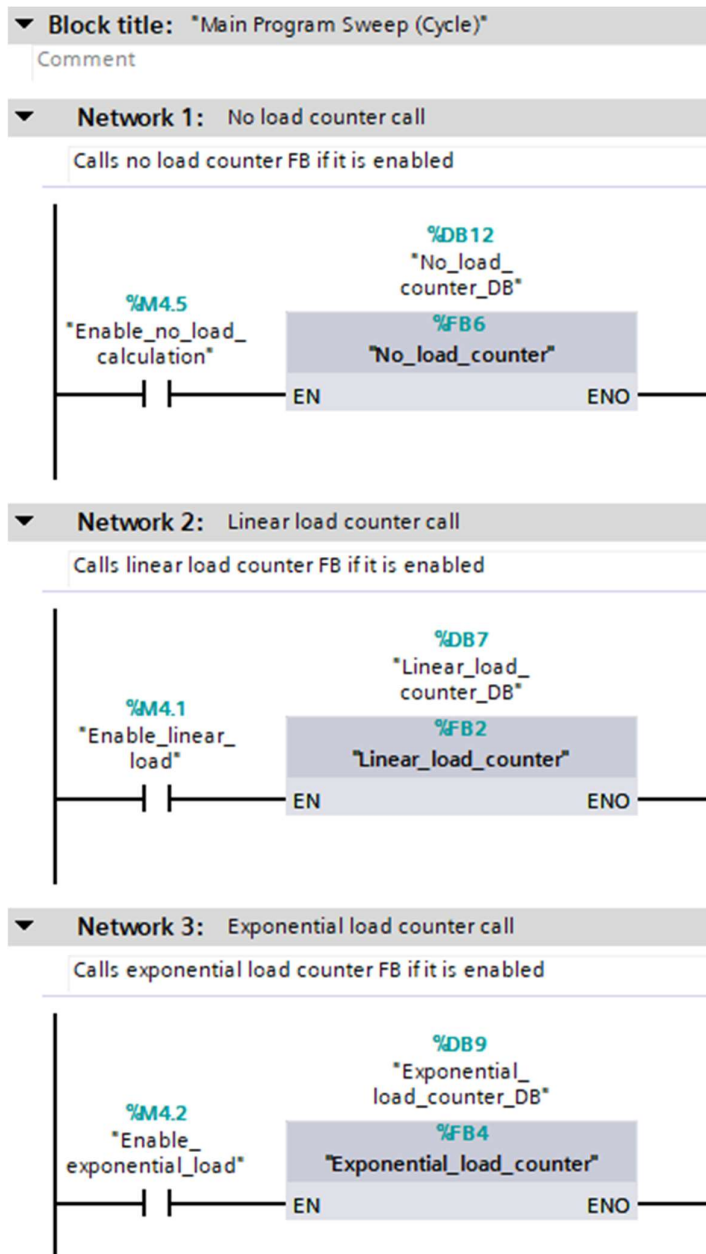 Block title: "Main Program Sweep (Cycle)"
Comment
Network 1: No load counter call
Calls no load counter FB if it is enabled
%DB12
"No_load_
counter_DB"
%M4.5
"Enable_no_load_
calculation"
%FB6
"No_load_counter"
EN ENO
Network 2: Linear load counter call
Calls linear load counter FB if it is enabled
%DB7
"Linear_load_
counter_DB"
%M4.1
"Enable_linear_
load"
%FB2
"Linear_load_counter"
EN ENO
Network 3: Exponential load counter call
Calls exponential load counter FB if it is enabled
%DB9
"Exponential_
load_counter_DB"
%M4.2
"Enable_
exponential_load"
%FB4
"Exponential_load_counter"
EN ENO